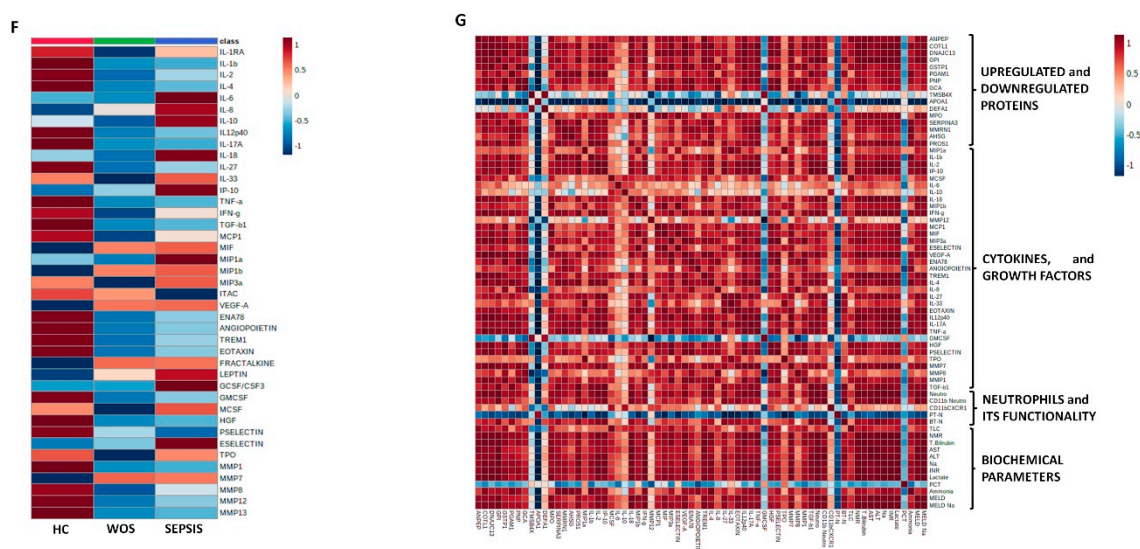 F
class
IL-1RA
IL-1b
IL-2
IL-4
IL-6
IL-8
IL-10
IL12p40
IL-17A
IL-18
IL-27
IL-33
IP-10
TNF-a
IFN-g
TGF-b1
MCP1
MIF
MIP1a
MIP1b
MIP3a
ITAC
VEGF-A
ENA78
ANGIOPOIETIN
TREM1
EOTAXIN
FRACTALKINE
LEPTIN
GCSF/CSF3
GMCSF
MCSF
HGF
PSELECTIN
ESELECTIN
TPO
MMP1
MMP7
MMP8
MMP12
MMP13
HC WOS SEPSIS
1
0.5
0
-0.5
-1
G
ANPEP
COTL1
DNAJC13
GPI
GSTP1
PGAM1
PNP
GCA
TMSB4X
APOA1
DEFA1
MPO
SERPINA3
MMRN1
AHSG
PROS1
MIP1a
IL-1b
IL-2
IP-10
MCSF
IL-6
IL-10
IL-18
MIP1b
IFN-g
MMP12
MCP1
MIF
MIP3a
ESELECTIN
VEGF-A
ENA78
ANGIOPOIETIN
TREM1
IL-4
IL-8
IL-27
IL-33
EOTAXIN
IL12p40
IL-17A
TNF-a
GMCSF
HGF
PSELECTIN
TPO
MMP7
MMP8
MMP1
TGF-b1
Neutro
CD11b Neutro
CD11bCXCR1
PT-N
BT-N
TLC
NMR
T.Bilirubin
AST
ALT
Na
INR
Lactate
PCT
Ammonia
MELD
MELD Na
UPREGULATED and
DOWNREGULATED
PROTEINS
CYTOKINES, and
GROWTH FACTORS
NEUTROPHILS and
ITS FUNCTIONALITY
BIOCHEMICAL
PARAMETERS
1
0.5
0
-0.5
-1